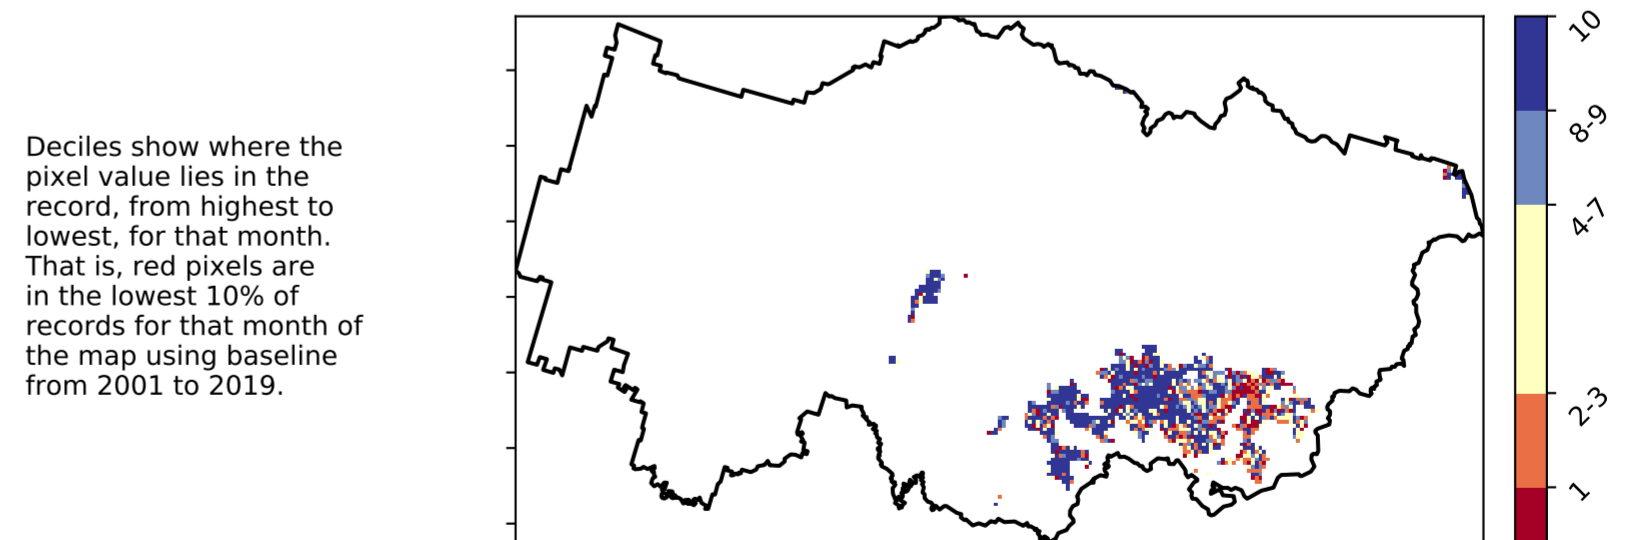 Deciles show where the
pixel value lies in the
record, from highest to
lowest, for that month.
That is, red pixels are
in the lowest 10% of
records for that month of
the map using baseline
from 2001 to 2019.
10
8-9
4-7
2-3
1